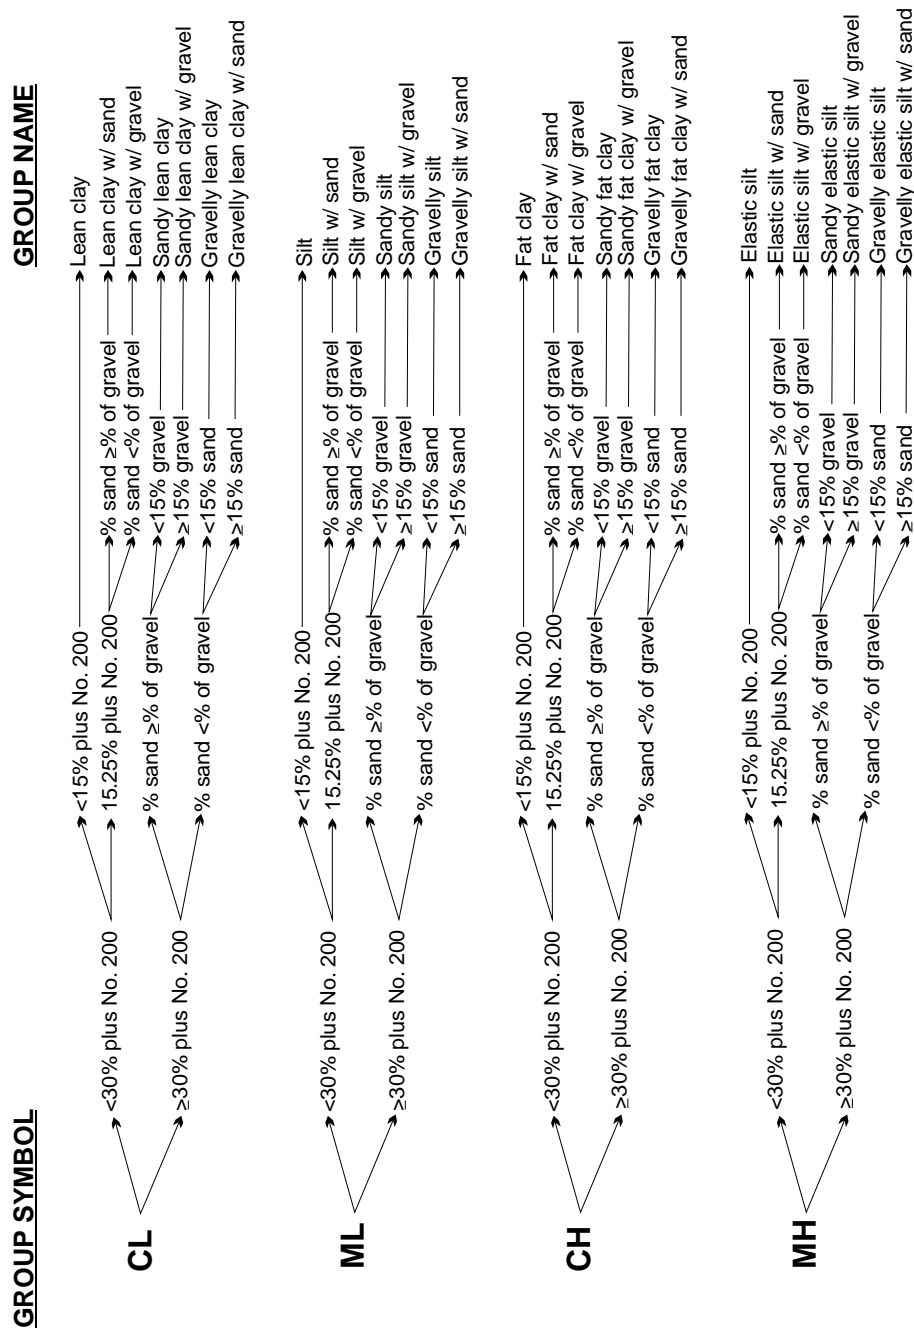 GROUP SYMBOL
GROUP NAME
CL
<30% plus No. 200
<15% plus No. 200
Lean clay
15.25% plus No. 200
% sand ≥% of gravel
Lean clay w/ sand
% sand <% of gravel
Lean clay w/ gravel
≥30% plus No. 200
% sand ≥% of gravel
<15% gravel
Sandy lean clay
≥15% gravel
Sandy lean clay w/ gravel
% sand <% of gravel
<15% sand
Gravelly lean clay
≥15% sand
Gravelly lean clay w/ sand
ML
<30% plus No. 200
<15% plus No. 200
Silt
15.25% plus No. 200
% sand ≥% of gravel
Silt w/ sand
% sand <% of gravel
Silt w/ gravel
≥30% plus No. 200
% sand ≥% of gravel
<15% gravel
Sandy silt
≥15% gravel
Sandy silt w/ gravel
% sand <% of gravel
<15% sand
Gravelly silt
≥15% sand
Gravelly silt w/ sand
CH
<30% plus No. 200
<15% plus No. 200
Fat clay
15.25% plus No. 200
% sand ≥% of gravel
Fat clay w/ sand
% sand <% of gravel
Fat clay w/ gravel
≥30% plus No. 200
% sand ≥% of gravel
<15% gravel
Sandy fat clay
≥15% gravel
Sandy fat clay w/ gravel
% sand <% of gravel
<15% sand
Gravelly fat clay
≥15% sand
Gravelly fat clay w/ sand
MH
<30% plus No. 200
<15% plus No. 200
Elastic silt
15.25% plus No. 200
% sand ≥% of gravel
Elastic silt w/ sand
% sand <% of gravel
Elastic silt w/ gravel
≥30% plus No. 200
% sand ≥% of gravel
<15% gravel
Sandy elastic silt
≥15% gravel
Sandy elastic silt w/ gravel
% sand <% of gravel
<15% sand
Gravelly elastic silt
≥15% sand
Gravelly elastic silt w/ sand